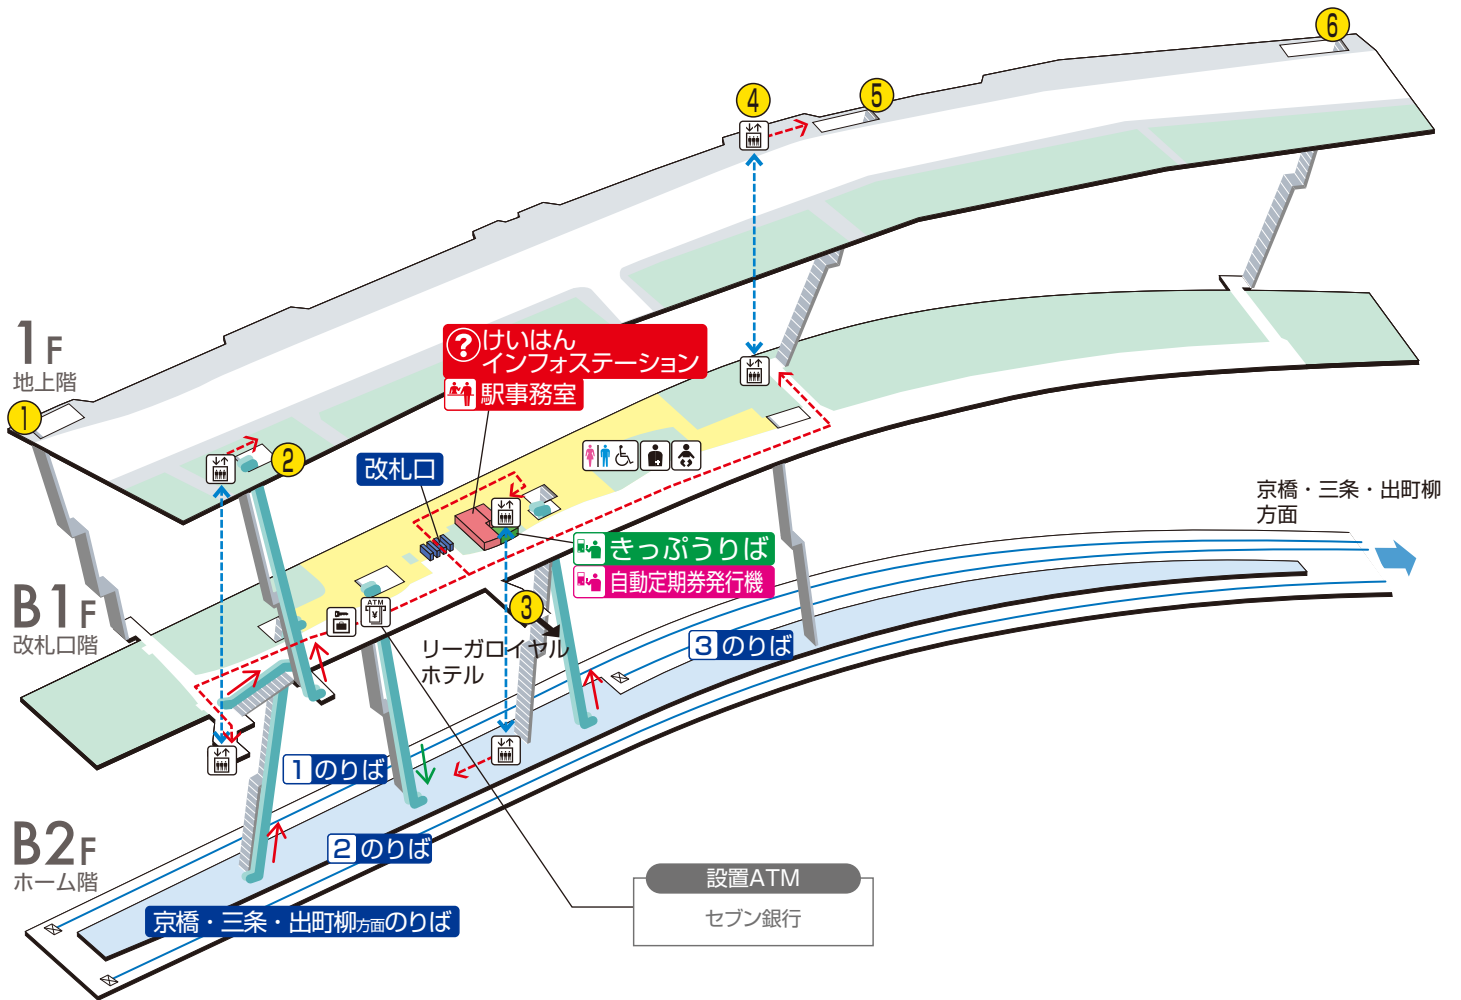 6
4
5
1F
地上階
1
2
?けいはん
インフォステーション
駅事務室
改札口
京橋・三条・出町柳
方面
きっぷうりば
自動定期券発行機
B1F
改札口階
ATM
3
リーガロイヤル
ホテル
3 のりば
1 のりば
2 のりば
B2F
ホーム階
京橋・三条・出町柳方面のりば
設置ATM
セブン銀行